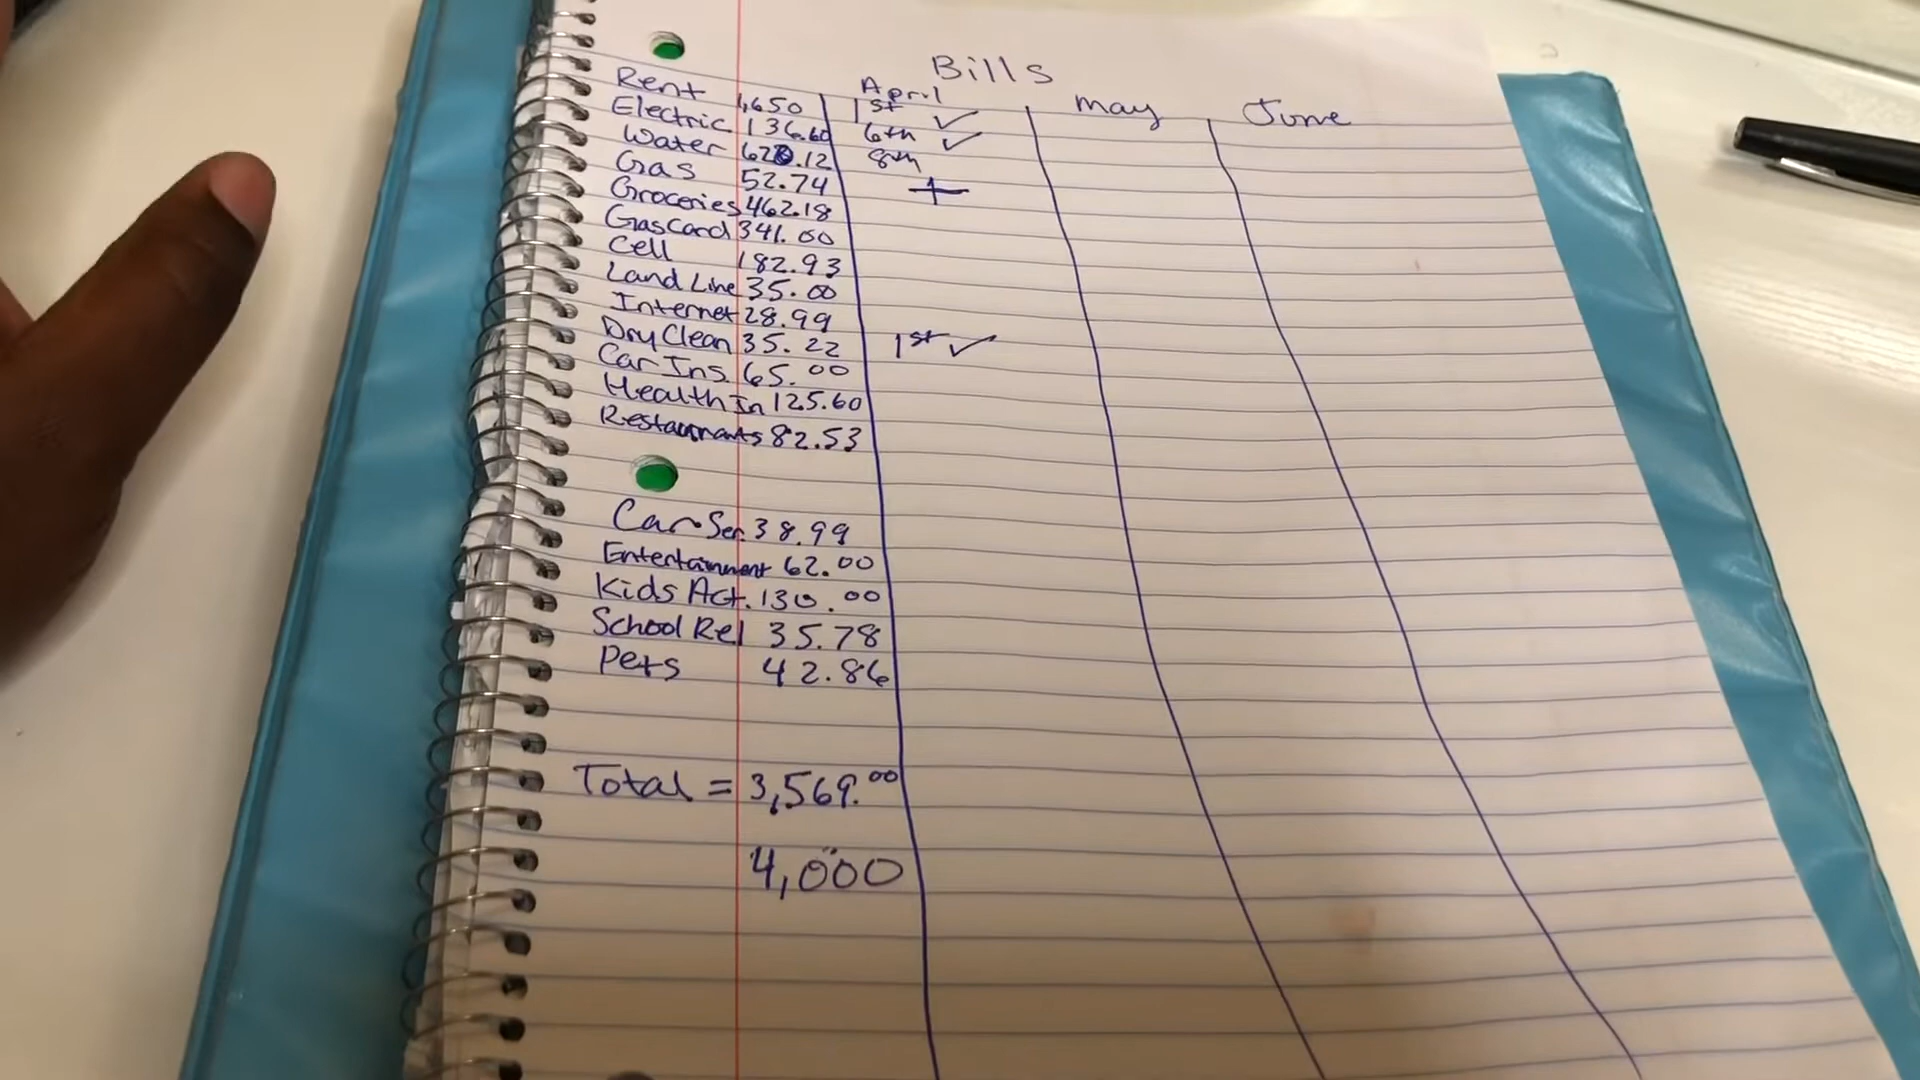 Bills
April May June
Rent 1,650 1st ✓
Electric 136.60 6th ✓
Water 620.12 8th
Gas 52.74 +
Groceries 462.18
Gas Card 341.00
Cell 182.93
Land Line 35.00
Internet 28.99
Dry Clean 35.22 1st ✓
Car Ins. 65.00
Health In 125.60
Restaurants 82.53
Car Ser. 38.99
Entertainment 62.00
Kids Act. 130.00
School Rel 35.78
Pets 42.86
Total = 3,569.00
4,000